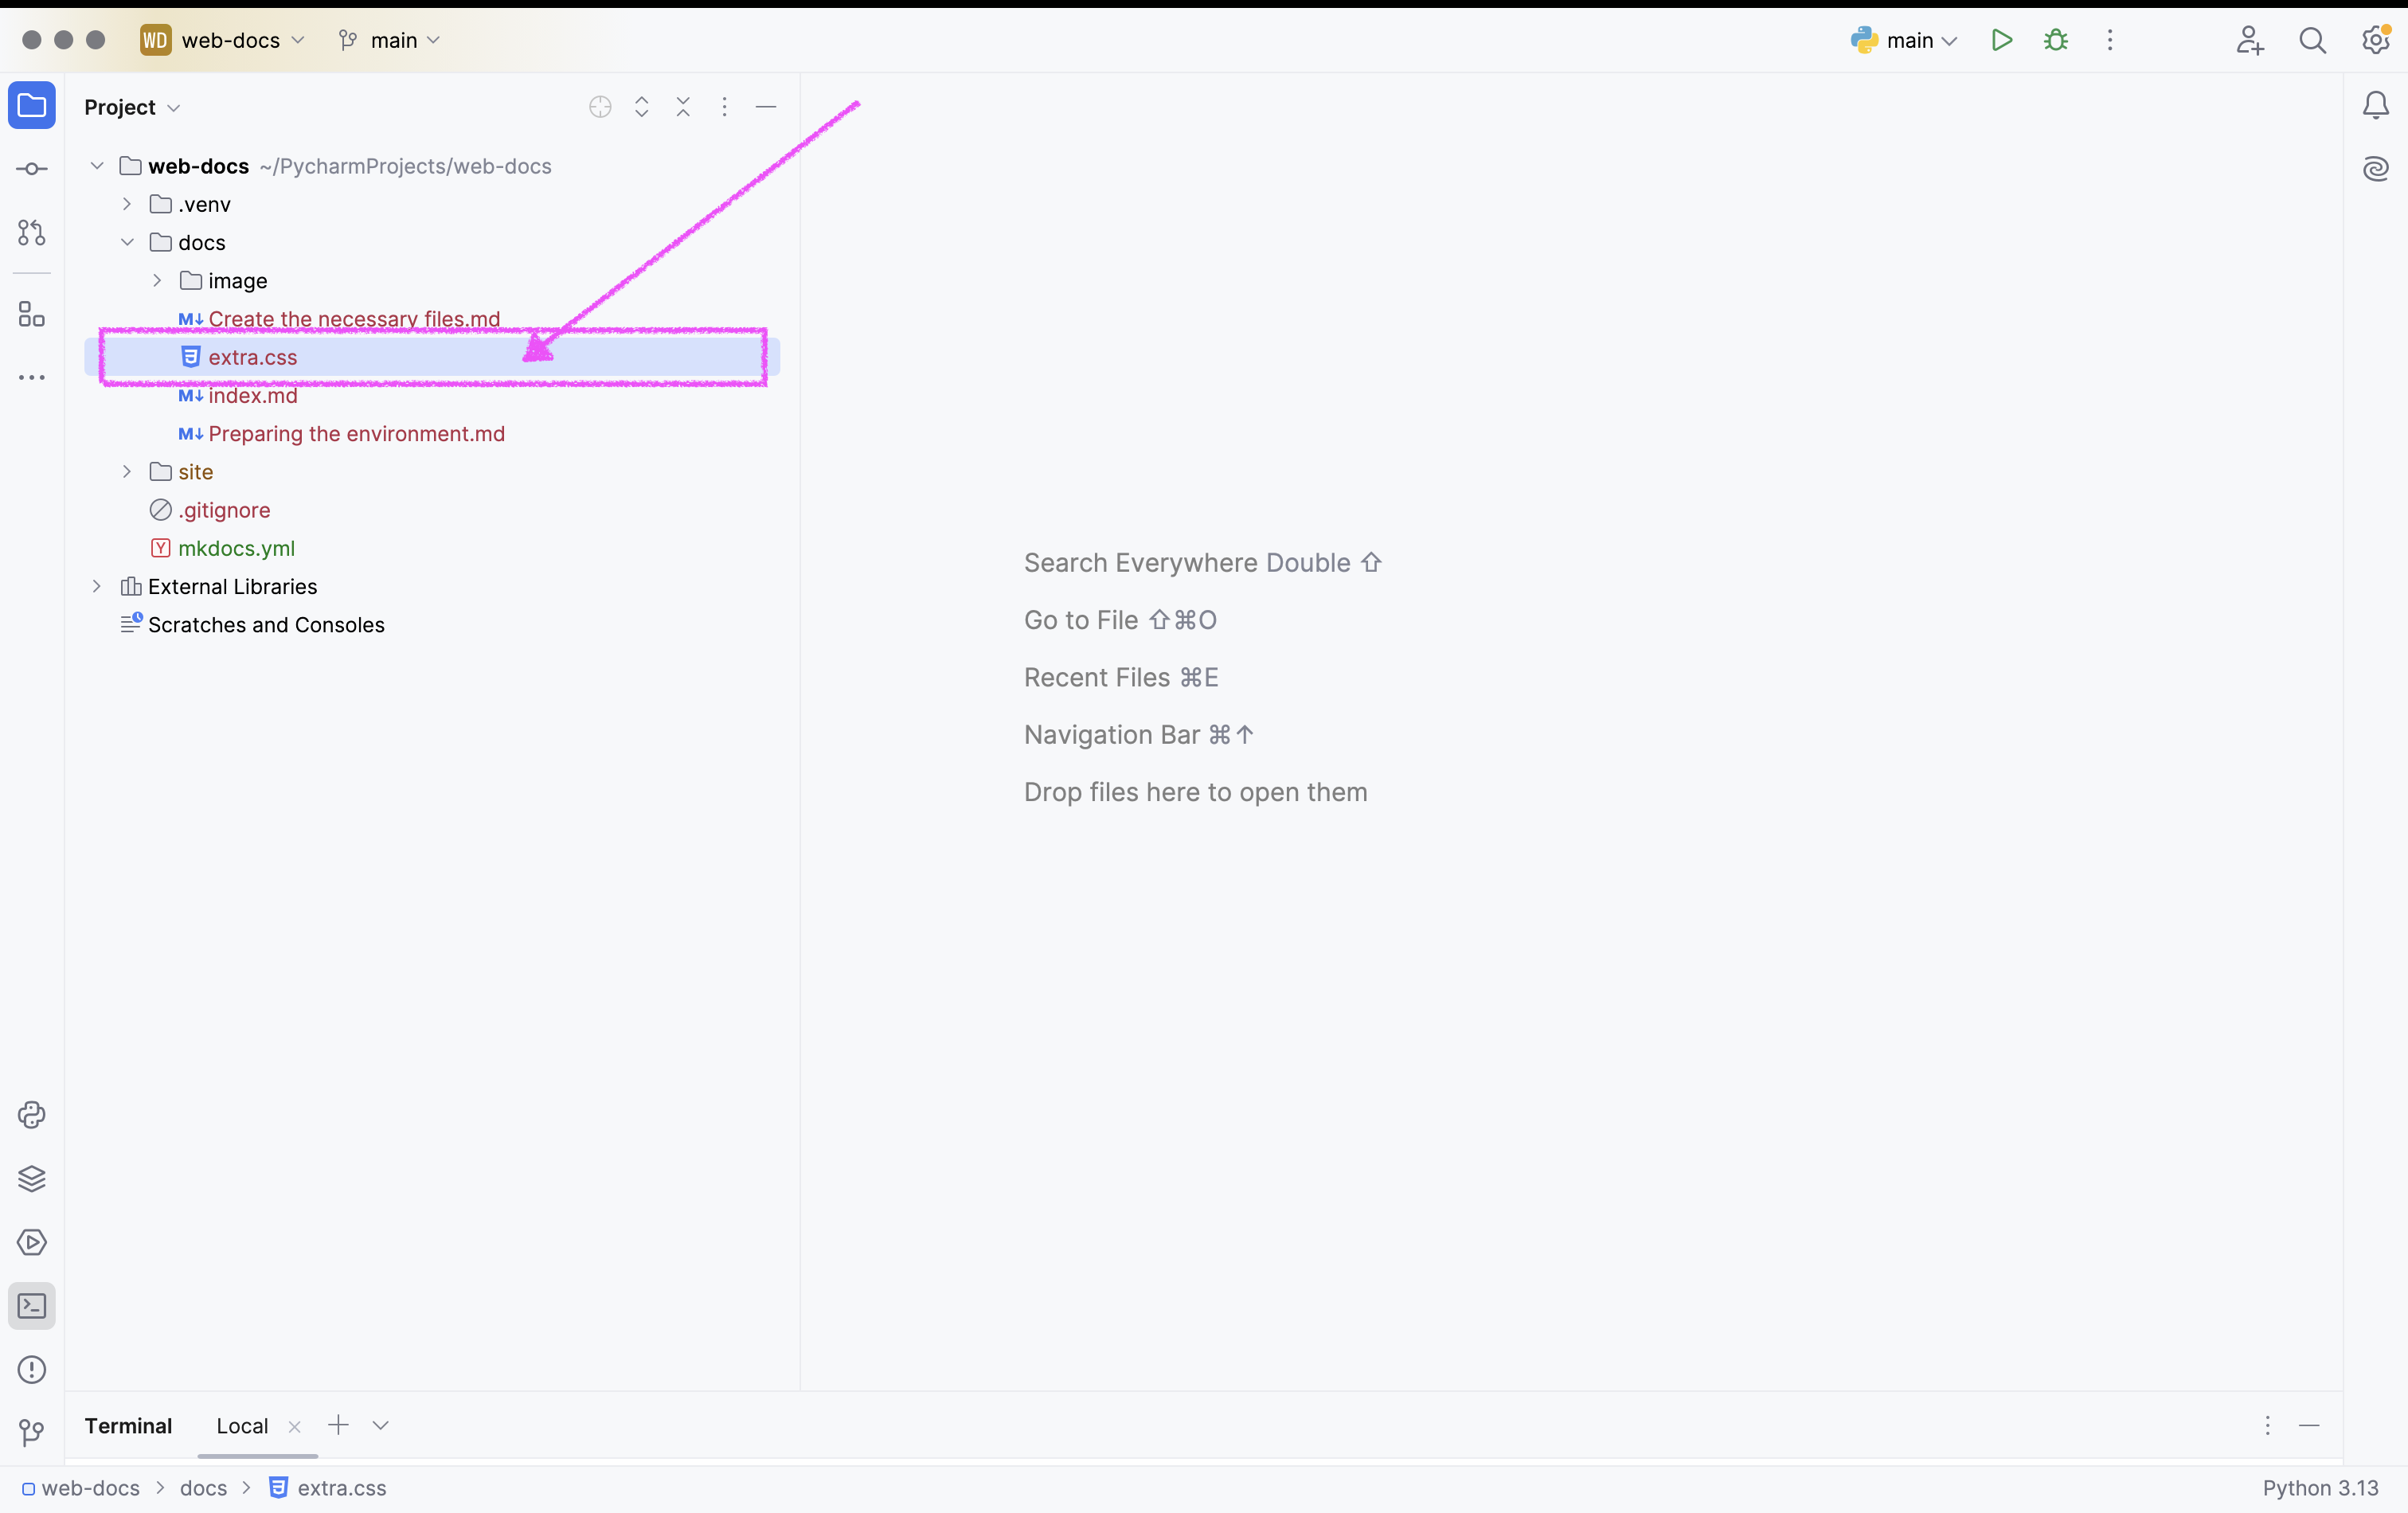 WD web-docs main main
Project
web-docs ~/PycharmProjects/web-docs
.venv
docs
image
M↓ Create the necessary files.md
extra.css
M↓ index.md
M↓ Preparing the environment.md
site
.gitignore
Y mkdocs.yml
External Libraries
Scratches and Consoles
Search Everywhere Double ⇧
Go to File ⇧⌘O
Recent Files ⌘E
Navigation Bar ⌘↑
Drop files here to open them
Terminal Local
web-docs > docs > extra.css Python 3.13